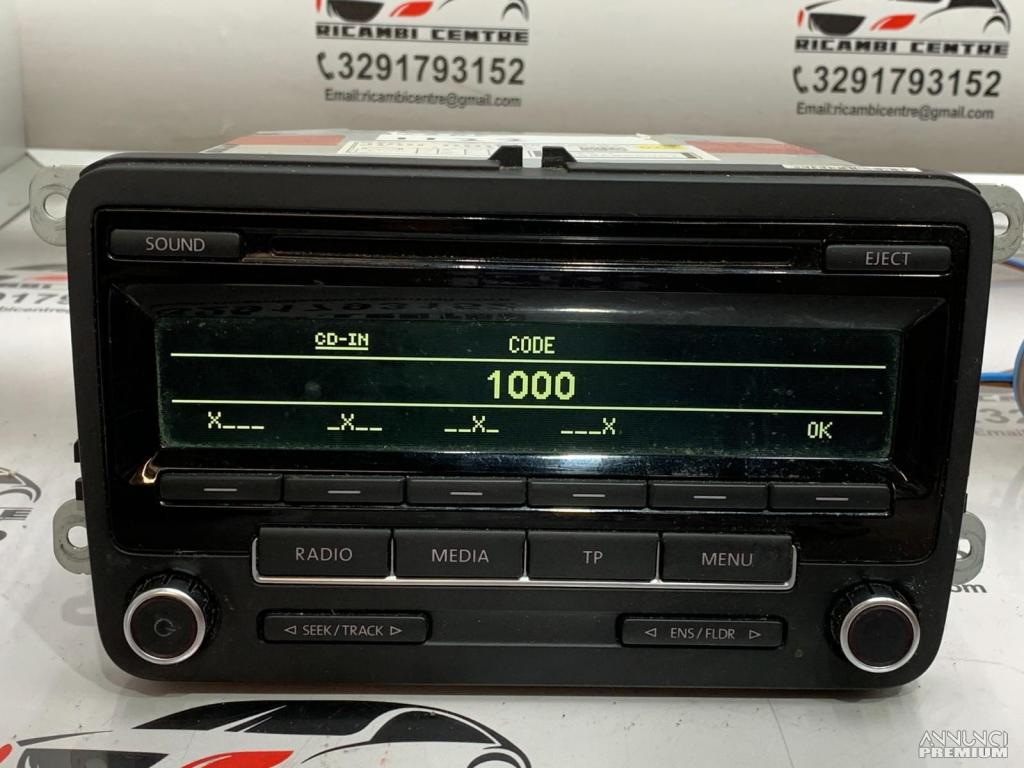 RICAMBI CENTRE
3291793152
Email:ricambicentre@gmail.com
RICAMBI CENTRE
3291793152
Email:ricambicentre@gmail.com
SOUND
EJECT
CD-IN
CODE
1000
X___
_X__
__X_
___X
OK
RADIO
MEDIA
TP
MENU
SEEK / TRACK
ENS / FLDR
ANNUNCI
PREMIUM